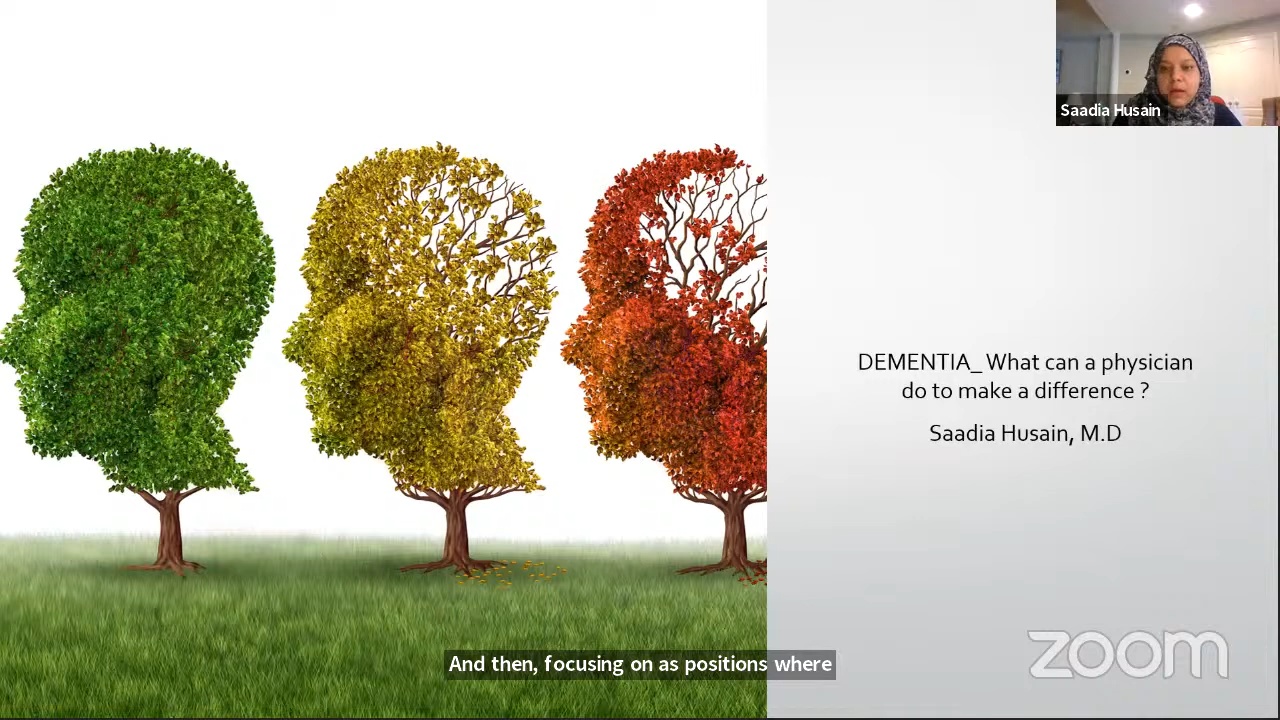 Saadia Husain
DEMENTIA_ What can a physician
do to make a difference ?
Saadia Husain, M.D
And then, focusing on as positions where
zoom